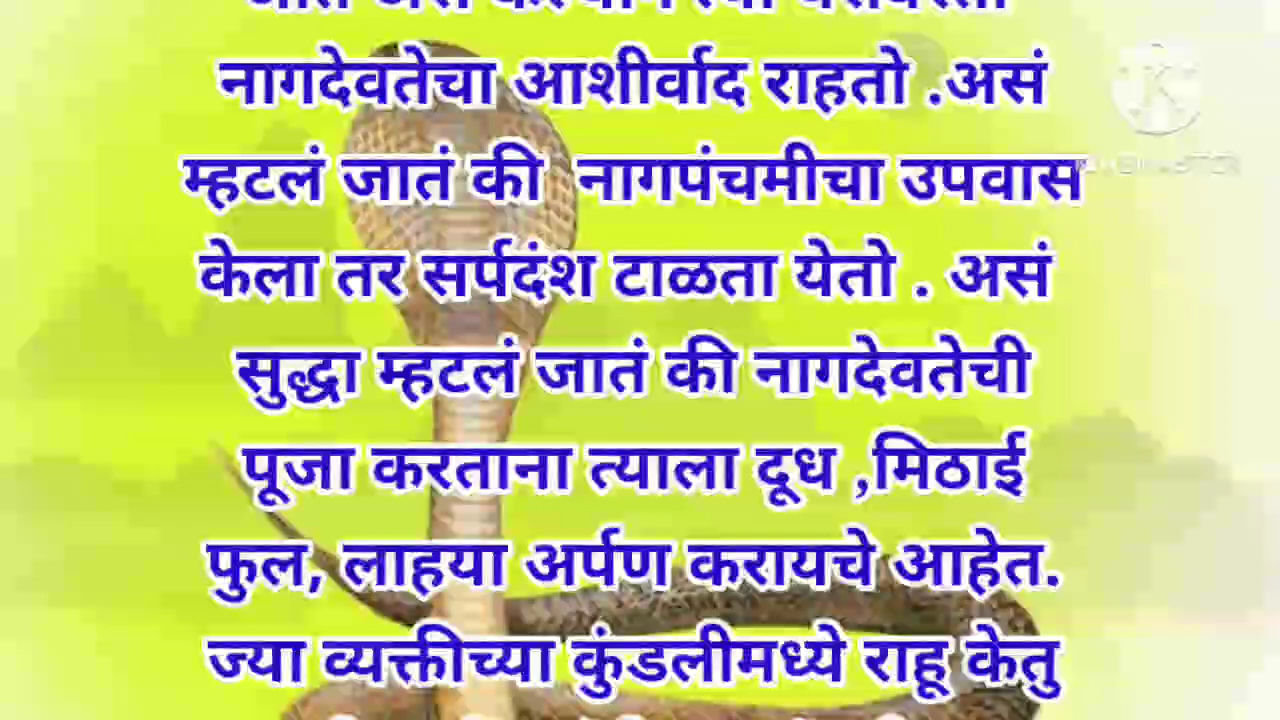 नागदेवतेचा आशीर्वाद राहतो .असं
म्हटलं जातं की नागपंचमीचा उपवास
केला तर सर्पदंश टाळता येतो . असं
सुद्धा म्हटलं जातं की नागदेवतेची
पूजा करताना त्याला दूध ,मिठाई
फुल, लाहया अर्पण करायचे आहेत.
ज्या व्यक्तीच्या कुंडलीमध्ये राहू केतु